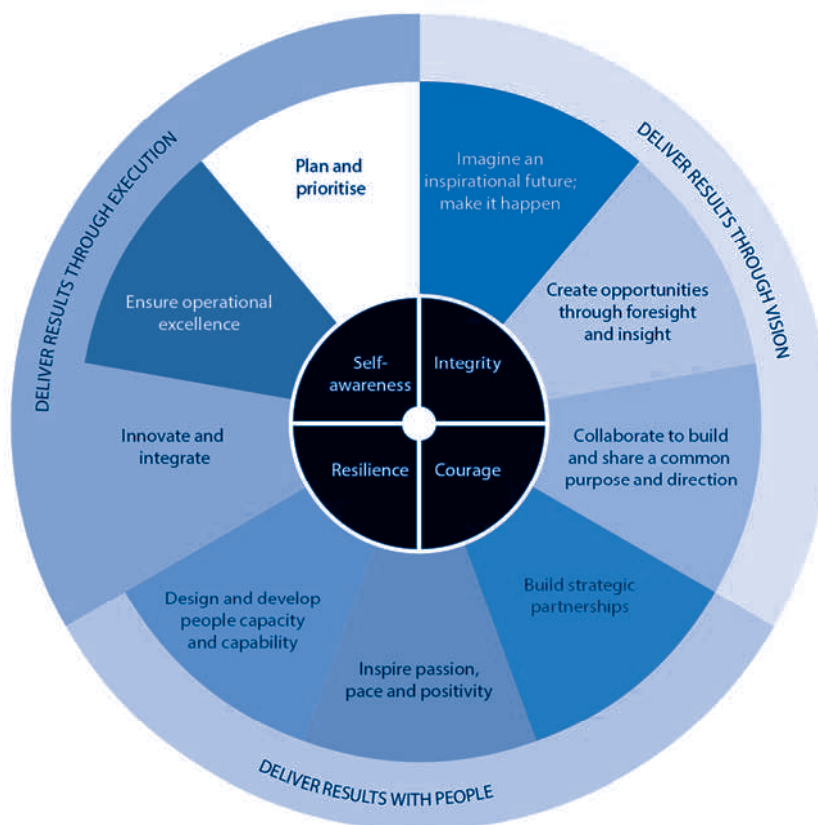 DELIVER RESULTS THROUGH EXECUTION
DELIVER RESULTS THROUGH VISION
DELIVER RESULTS WITH PEOPLE
Plan and
prioritise
Imagine an
inspirational future;
make it happen
Create opportunities
through foresight
and insight
Collaborate to build
and share a common
purpose and direction
Build strategic
partnerships
Inspire passion,
pace and positivity
Design and develop
people capacity
and capability
Innovate and
integrate
Ensure operational
excellence
Self-
awareness
Integrity
Resilience
Courage